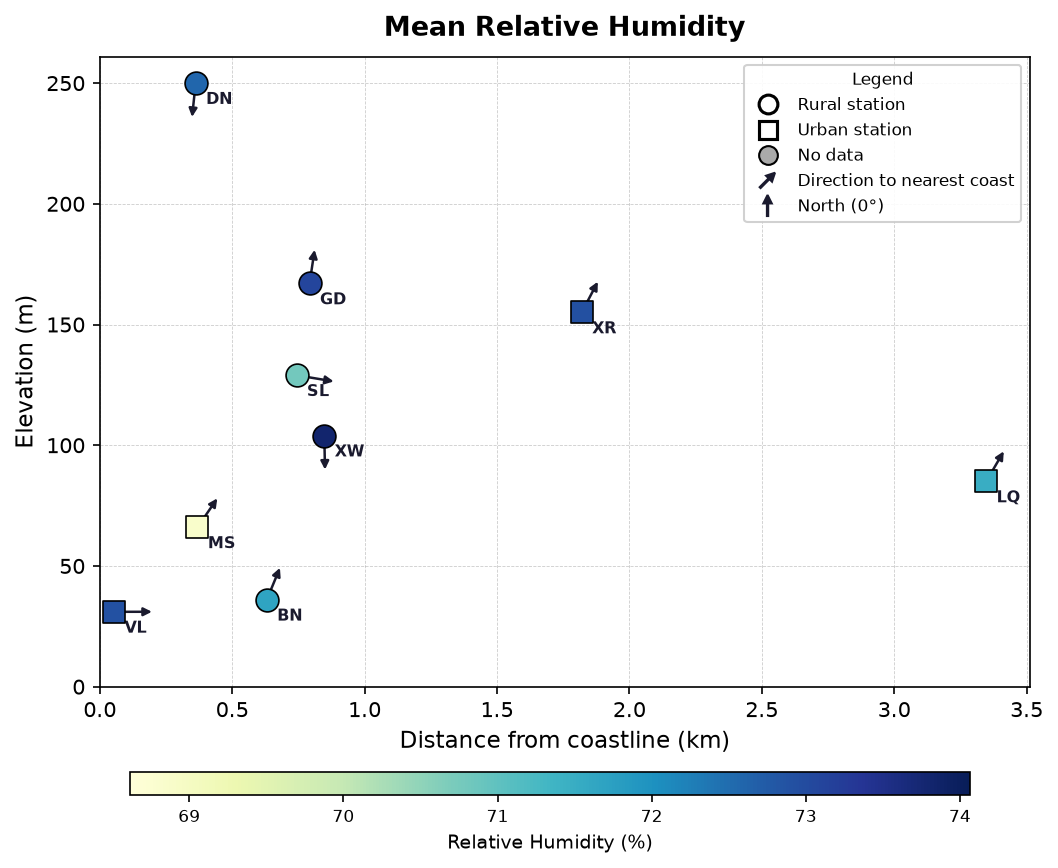 Mean Relative Humidity
Legend
Rural station
Urban station
No data
Direction to nearest coast
North (0°)
Elevation (m)
250
200
150
100
50
0
DN
GD
XR
SL
XW
LQ
MS
BN
VL
0.0 0.5 1.0 1.5 2.0 2.5 3.0 3.5
Distance from coastline (km)
69 70 71 72 73 74
Relative Humidity (%)